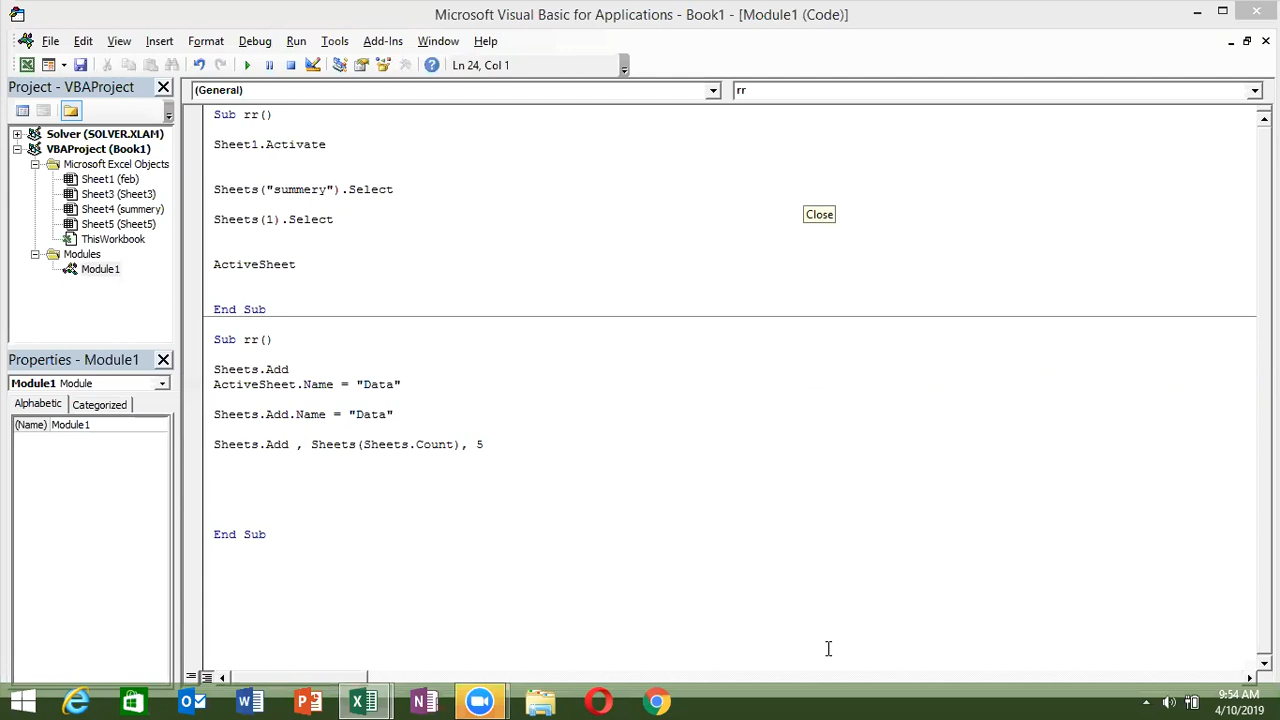 Microsoft Visual Basic for Applications - Book1 - [Module1 (Code)]
File Edit View Insert Format Debug Run Tools Add-Ins Window Help
Ln 24, Col 1
Project - VBAProject
(General)
rr
Solver (SOLVER.XLAM)
VBAProject (Book1)
Microsoft Excel Objects
Sheet1 (feb)
Sheet3 (Sheet3)
Sheet4 (summery)
Sheet5 (Sheet5)
ThisWorkbook
Modules
Module1
Properties - Module1
Module1 Module
Alphabetic Categorized
(Name) Module1
Sub rr()
Sheet1.Activate
Sheets("summery").Select
Sheets(1).Select
ActiveSheet
End Sub
Sub rr()
Sheets.Add
ActiveSheet.Name = "Data"
Sheets.Add.Name = "Data"
Sheets.Add , Sheets(Sheets.Count), 5
End Sub
Close
9:54 AM
4/10/2019